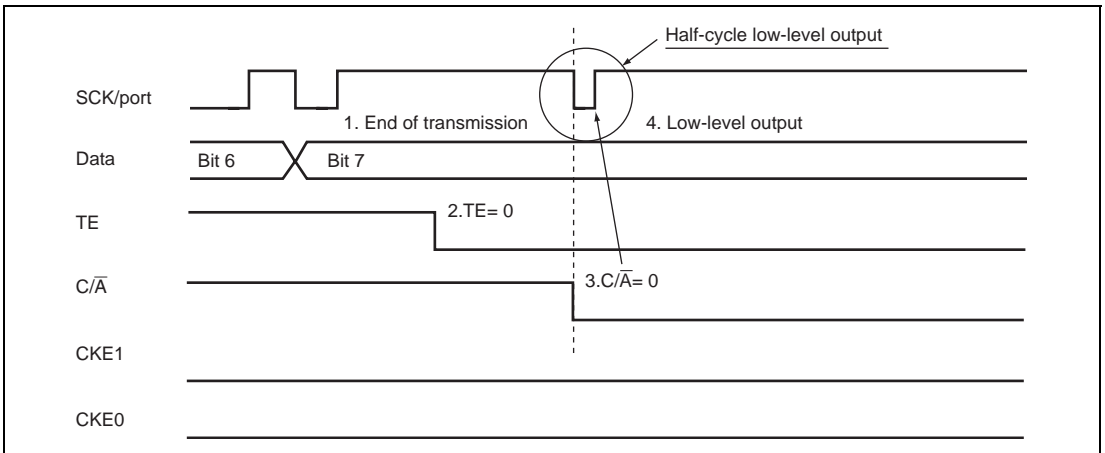 Half-cycle low-level output
SCK/port
1. End of transmission
4. Low-level output
Data
Bit 6
Bit 7
TE
2.TE= 0
C/A̅
3.C/A̅= 0
CKE1
CKE0